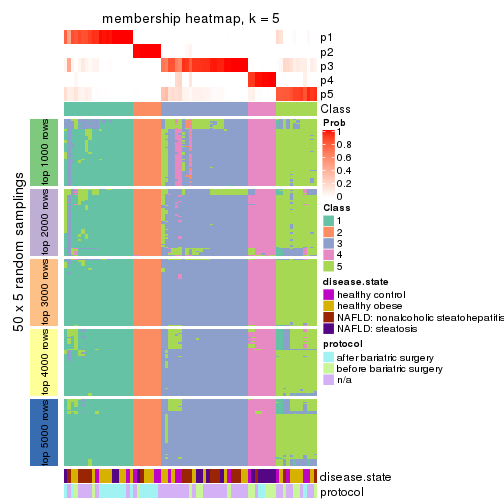 membership heatmap, k = 5
p1
p2
p3
p4
p5
Class
50 x 5 random samplings
top 1000 rows
top 2000 rows
top 3000 rows
top 4000 rows
top 5000 rows
Prob
1
0.8
0.6
0.4
0.2
0
Class
1
2
3
4
5
disease.state
healthy control
healthy obese
NAFLD: nonalcoholic steatohepatitis
NAFLD: steatosis
protocol
after bariatric surgery
before bariatric surgery
n/a
disease.state
protocol